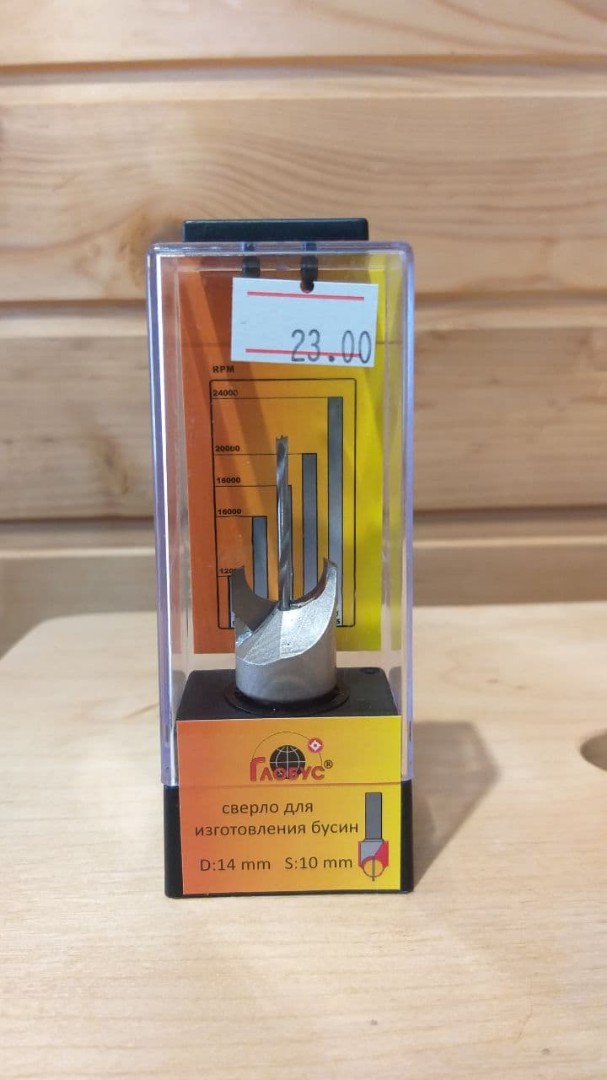 23.00
RPM
24000
20000
18000
16000
ГЛОБУС®
сверло для
изготовления бусин
D:14 mm S:10 mm